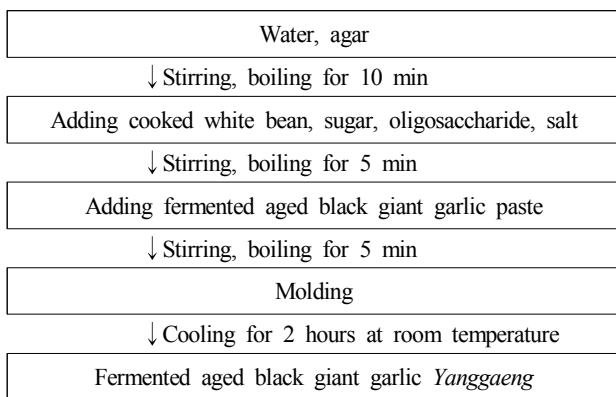 Water, agar
↓Stirring, boiling for 10 min
Adding cooked white bean, sugar, oligosaccharide, salt
↓Stirring, boiling for 5 min
Adding fermented aged black giant garlic paste
↓Stirring, boiling for 5 min
Molding
↓Cooling for 2 hours at room temperature
Fermented aged black giant garlic Yanggaeng